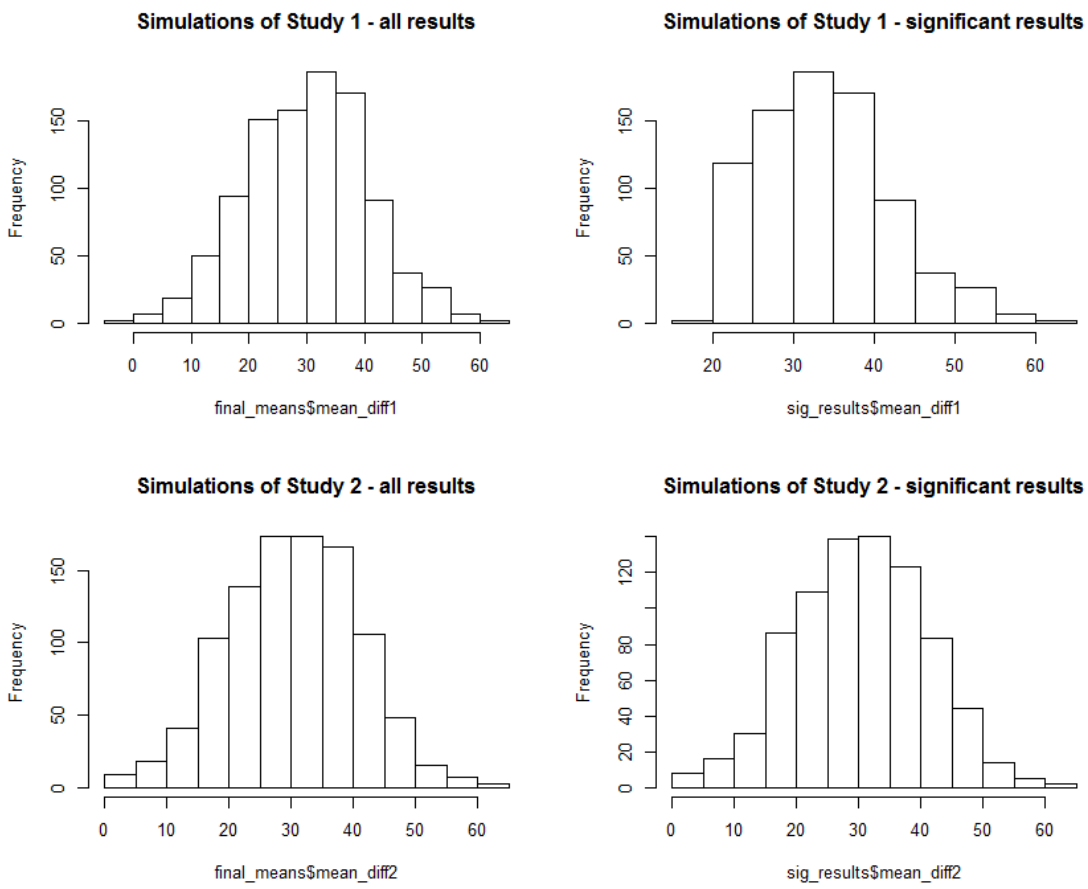 Simulations of Study 1 - all results
Frequency
0
50
100
150
0 10 20 30 40 50 60
final_means$mean_diff1
Simulations of Study 1 - significant results
Frequency
0
50
100
150
20 30 40 50 60
sig_results$mean_diff1
Simulations of Study 2 - all results
Frequency
0
50
100
150
0 10 20 30 40 50 60
final_means$mean_diff2
Simulations of Study 2 - significant results
Frequency
0
20
40
60
80
120
0 10 20 30 40 50 60
sig_results$mean_diff2